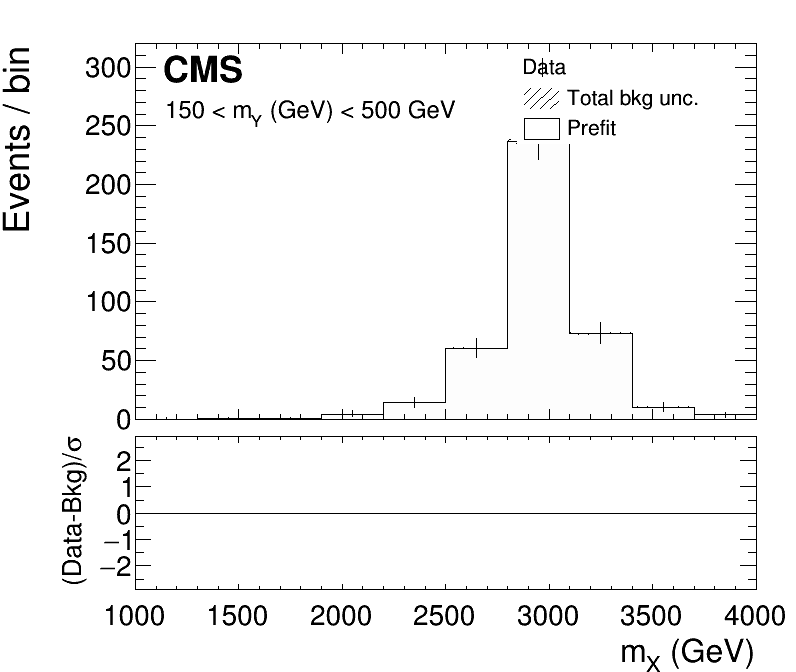 Events / bin
300
250
200
150
100
50
0
CMS
150 < m_Y (GeV) < 500 GeV
Data
Total bkg unc.
Prefit
(Data-Bkg)/σ
2
1
0
−1
−2
1000 1500 2000 2500 3000 3500 4000
m_X (GeV)